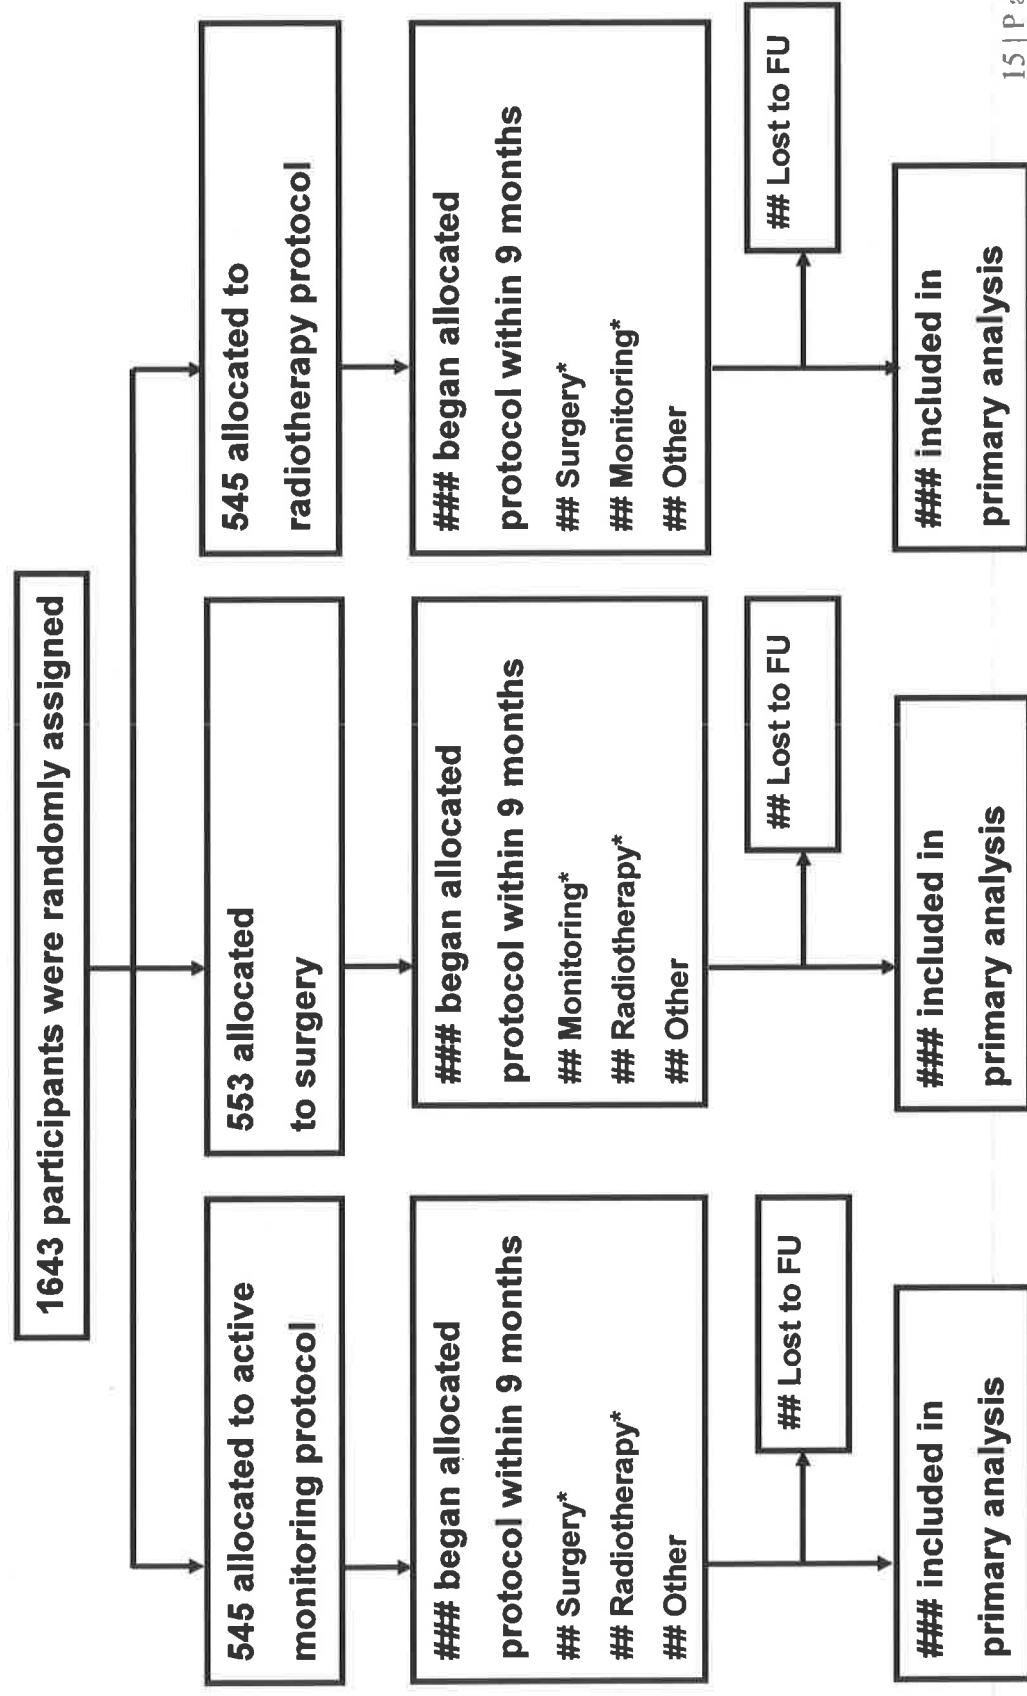 1643 participants were randomly assigned
545 allocated to active
monitoring protocol
553 allocated
to surgery
545 allocated to
radiotherapy protocol
### began allocated
protocol within 9 months
## Surgery*
## Radiotherapy*
## Other
### began allocated
protocol within 9 months
## Monitoring*
## Radiotherapy*
## Other
### began allocated
protocol within 9 months
## Surgery*
## Monitoring*
## Other
## Lost to FU
## Lost to FU
## Lost to FU
### included in
primary analysis
### included in
primary analysis
### included in
primary analysis
15 | P a